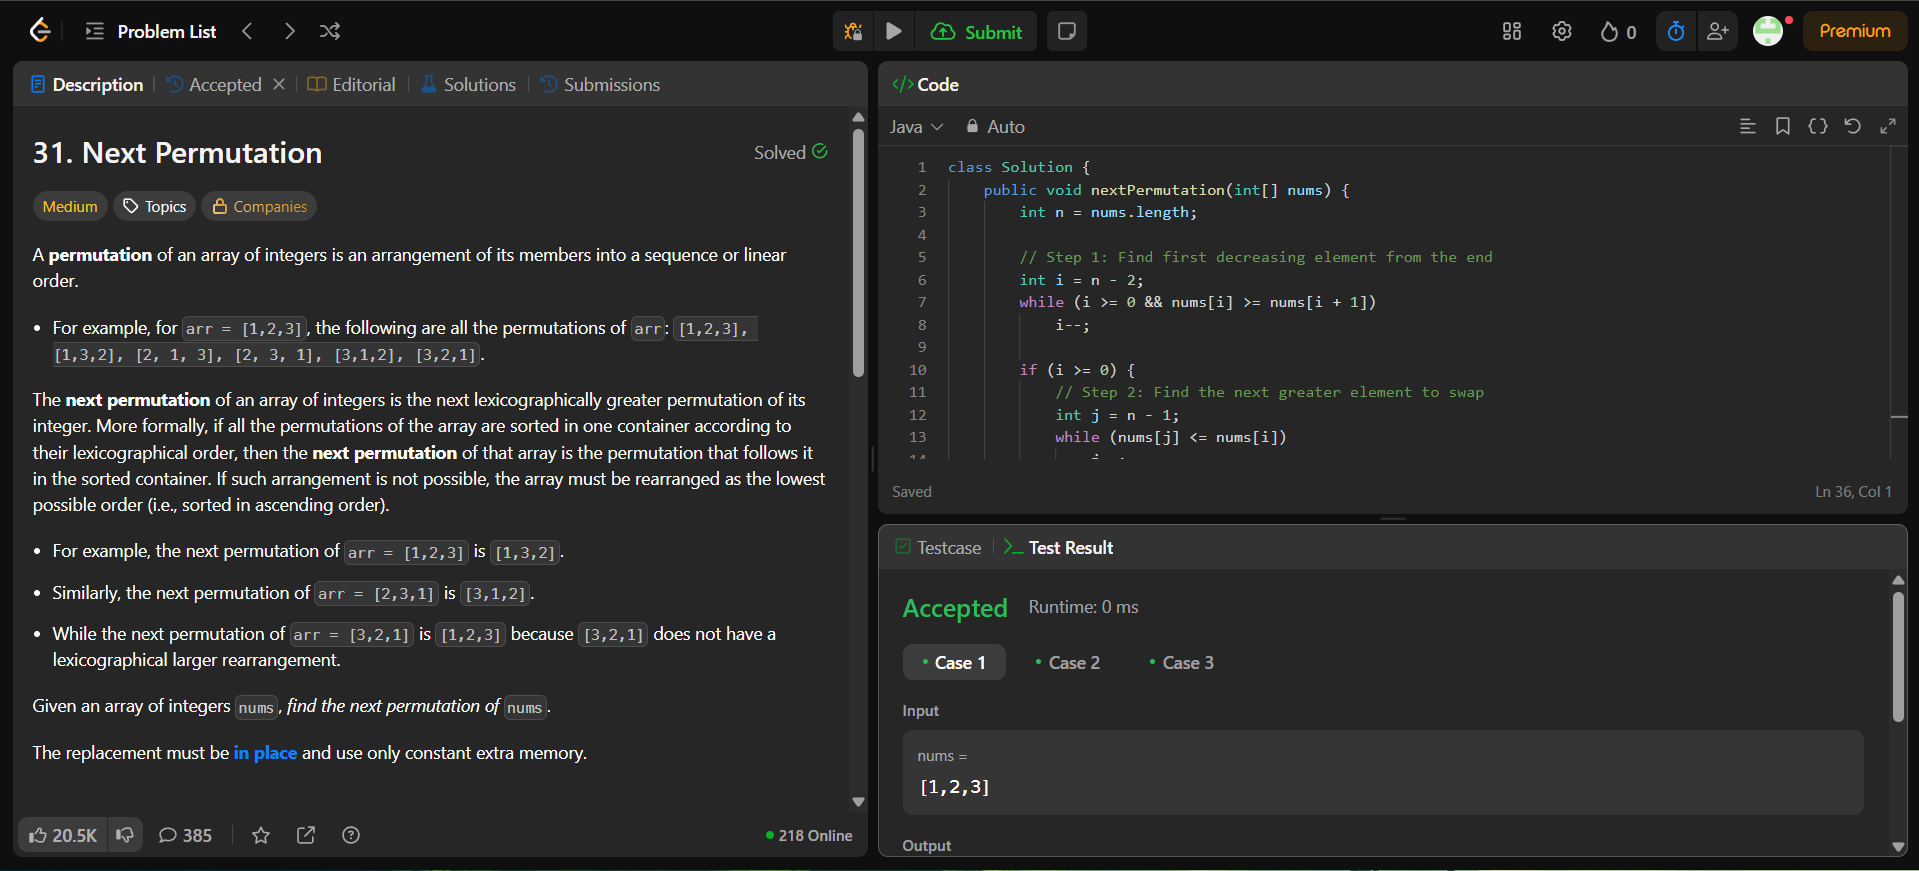 Problem List
Submit
0
Premium
Description
Accepted
Editorial
Solutions
Submissions
31. Next Permutation
Solved
Medium
Topics
Companies
A permutation of an array of integers is an arrangement of its members into a sequence or linear
order.
• For example, for arr = [1,2,3], the following are all the permutations of arr: [1,2,3],
[1,3,2], [2, 1, 3], [2, 3, 1], [3,1,2], [3,2,1].
The next permutation of an array of integers is the next lexicographically greater permutation of its
integer. More formally, if all the permutations of the array are sorted in one container according to
their lexicographical order, then the next permutation of that array is the permutation that follows it
in the sorted container. If such arrangement is not possible, the array must be rearranged as the lowest
possible order (i.e., sorted in ascending order).
• For example, the next permutation of arr = [1,2,3] is [1,3,2].
• Similarly, the next permutation of arr = [2,3,1] is [3,1,2].
• While the next permutation of arr = [3,2,1] is [1,2,3] because [3,2,1] does not have a
lexicographical larger rearrangement.
Given an array of integers nums, find the next permutation of nums.
The replacement must be in place and use only constant extra memory.
20.5K
385
218 Online
</> Code
Java
Auto
1 class Solution {
2 public void nextPermutation(int[] nums) {
3 int n = nums.length;
4
5 // Step 1: Find first decreasing element from the end
6 int i = n - 2;
7 while (i >= 0 && nums[i] >= nums[i + 1])
8 i--;
9
10 if (i >= 0) {
11 // Step 2: Find the next greater element to swap
12 int j = n - 1;
13 while (nums[j] <= nums[i])
Saved
Ln 36, Col 1
Testcase
Test Result
Accepted
Runtime: 0 ms
Case 1
Case 2
Case 3
Input
nums =
[1,2,3]
Output